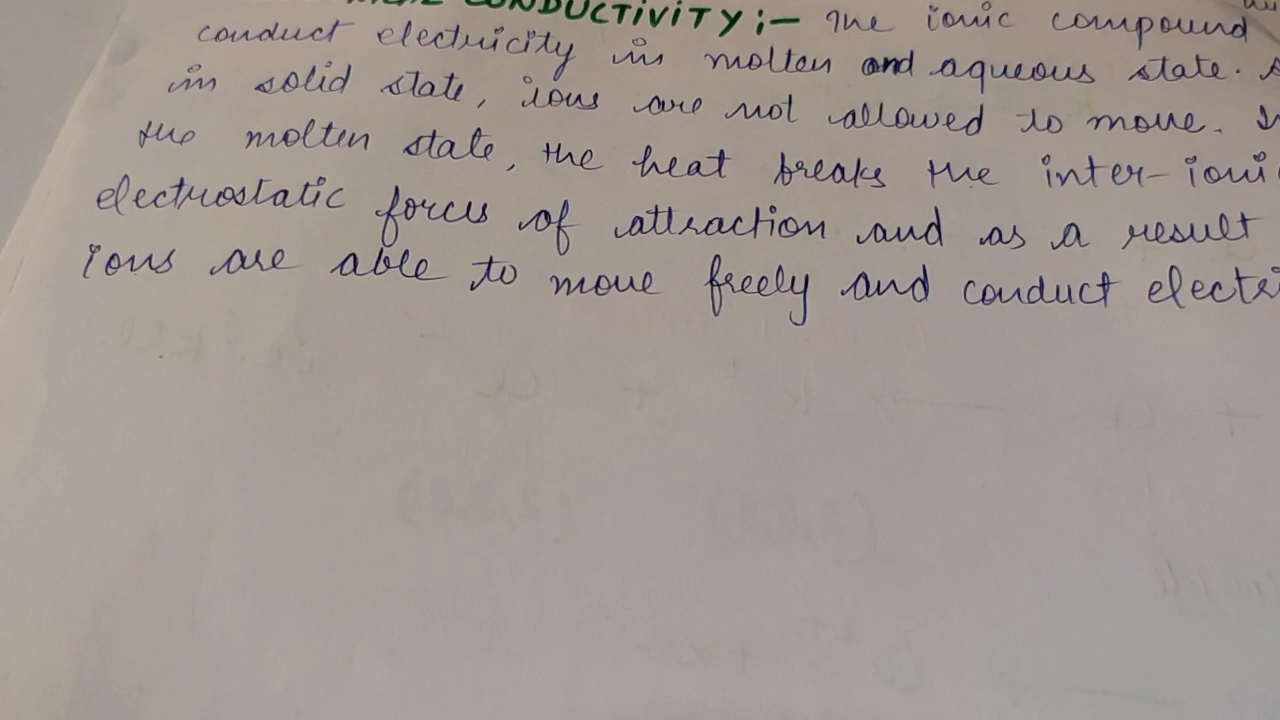 CONDUCTIVITY :- The ionic compound
conduct electricity in molten and aqueous state.
in solid state, ions are not allowed to move.
the molten state, the heat breaks the inter-ioni
electrostatic forces of attraction and as a result
ions are able to move freely and conduct electri